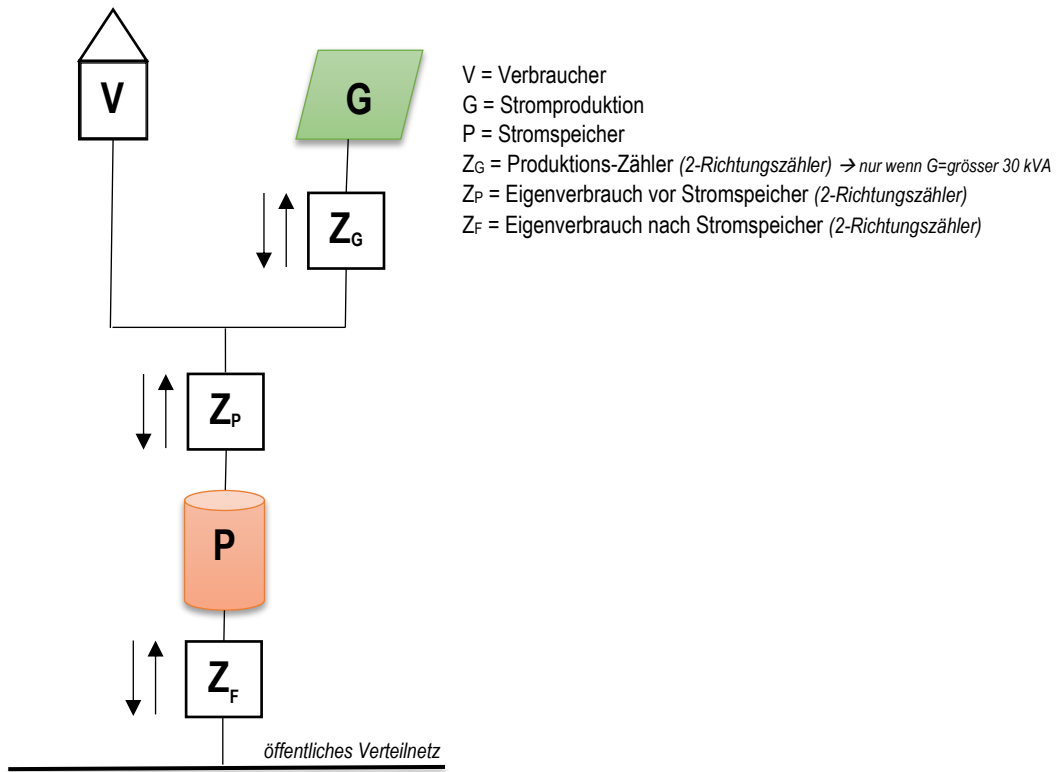 V
G
V = Verbraucher
G = Stromproduktion
P = Stromspeicher
ZG = Produktions-Zähler (2-Richtungszähler) → nur wenn G=grösser 30 kVA
ZP = Eigenverbrauch vor Stromspeicher (2-Richtungszähler)
ZF = Eigenverbrauch nach Stromspeicher (2-Richtungszähler)
ZG
ZP
P
ZF
öffentliches Verteilnetz